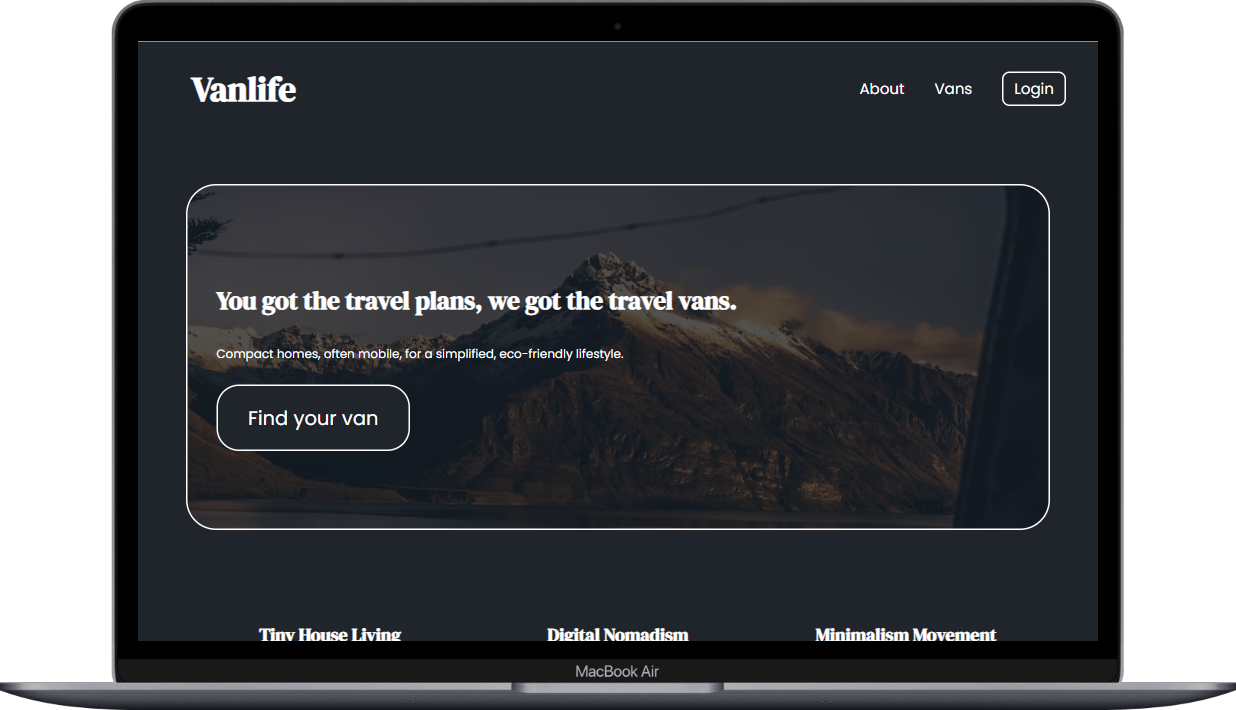 Vanlife
About Vans Login
You got the travel plans, we got the travel vans.
Compact homes, often mobile, for a simplified, eco-friendly lifestyle.
Find your van
Tiny House Living Digital Nomadism Minimalism Movement
MacBook Air